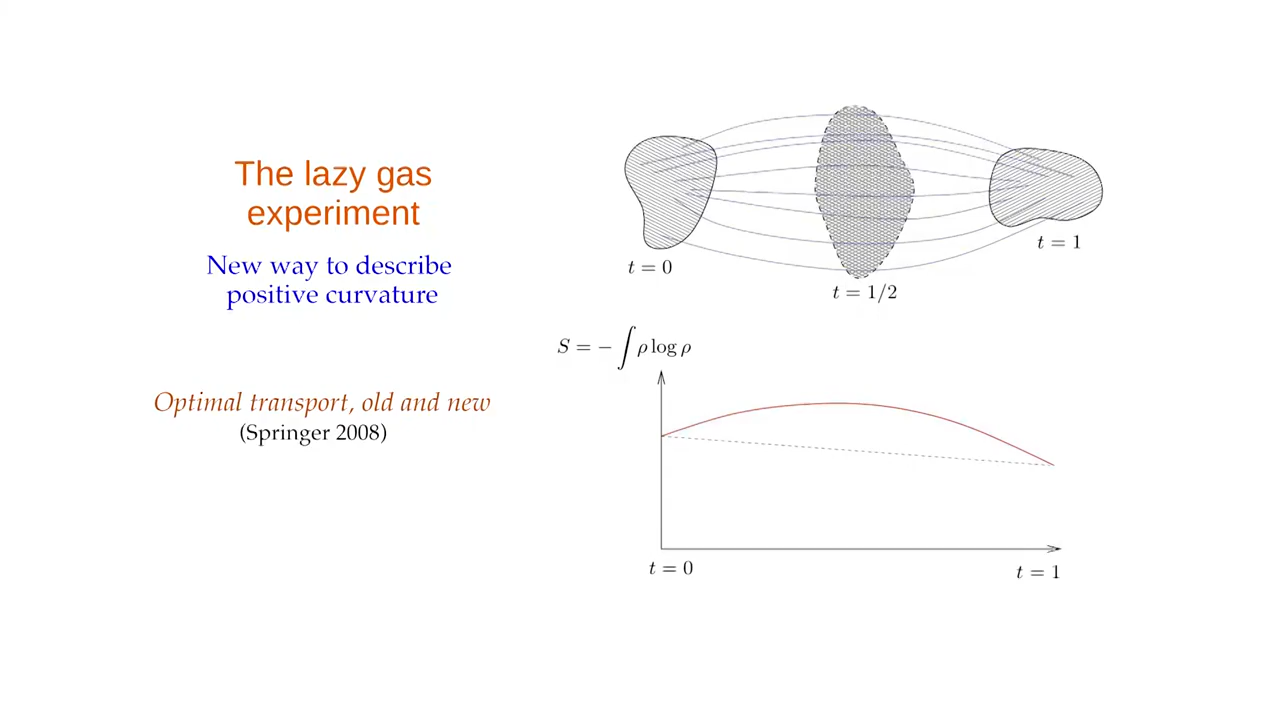 The lazy gas
experiment
New way to describe
positive curvature
Optimal transport, old and new
(Springer 2008)
t = 0
t = 1/2
t = 1
S = − ∫ ρ log ρ
t = 0
t = 1